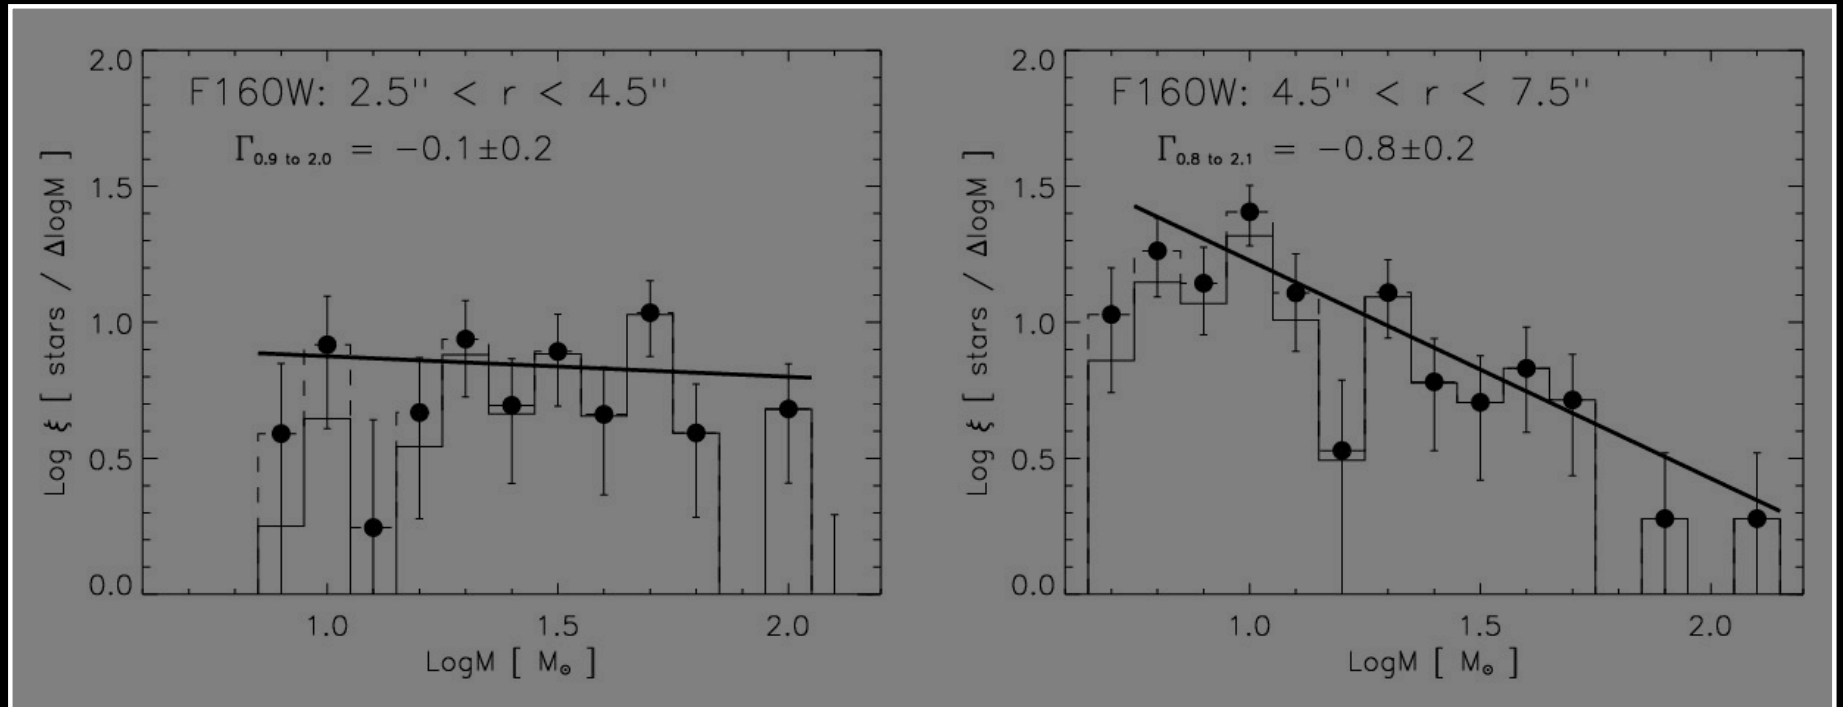 F160W: 2.5" < r < 4.5"
Γ0.9 to 2.0 = −0.1±0.2
Log ξ [ stars / ΔlogM ]
2.0
1.5
1.0
0.5
0.0
1.0 1.5 2.0
LogM [ M⊙ ]
F160W: 4.5" < r < 7.5"
Γ0.8 to 2.1 = −0.8±0.2
Log ξ [ stars / ΔlogM ]
2.0
1.5
1.0
0.5
0.0
1.0 1.5 2.0
LogM [ M⊙ ]